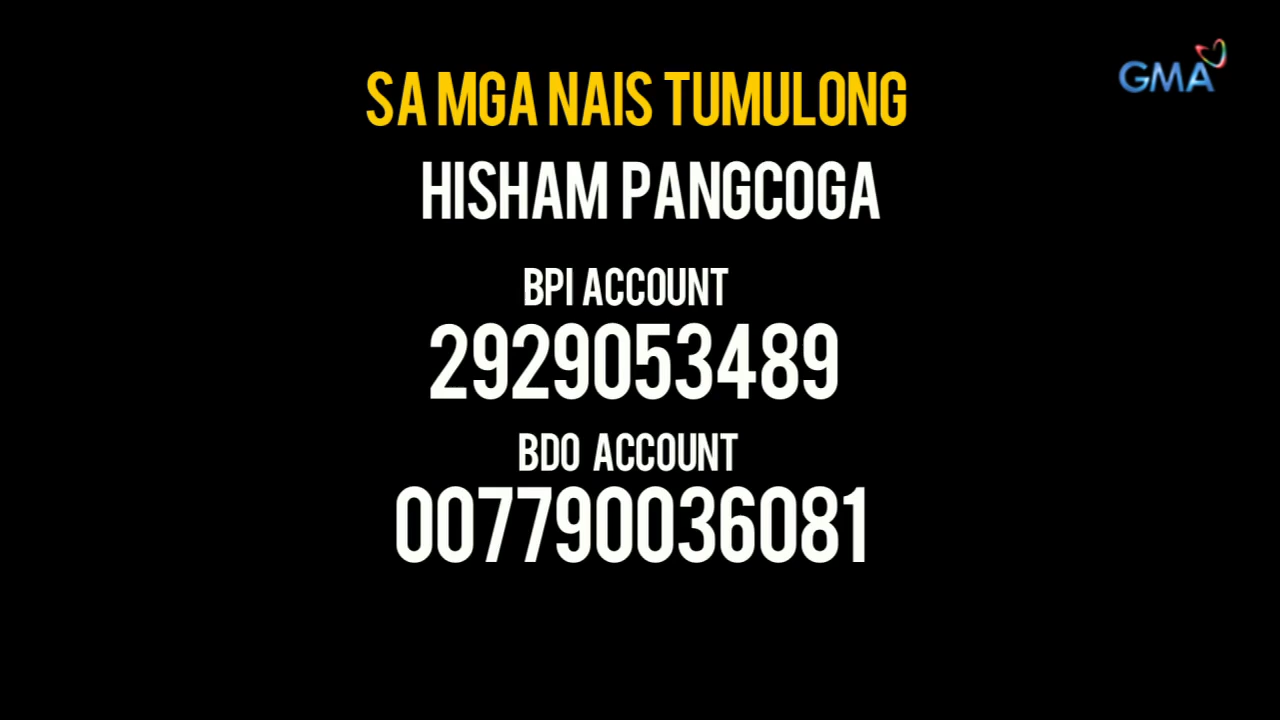 GMA
SA MGA NAIS TUMULONG
HISHAM PANGCOGA
BPI ACCOUNT
2929053489
BDO ACCOUNT
007790036081